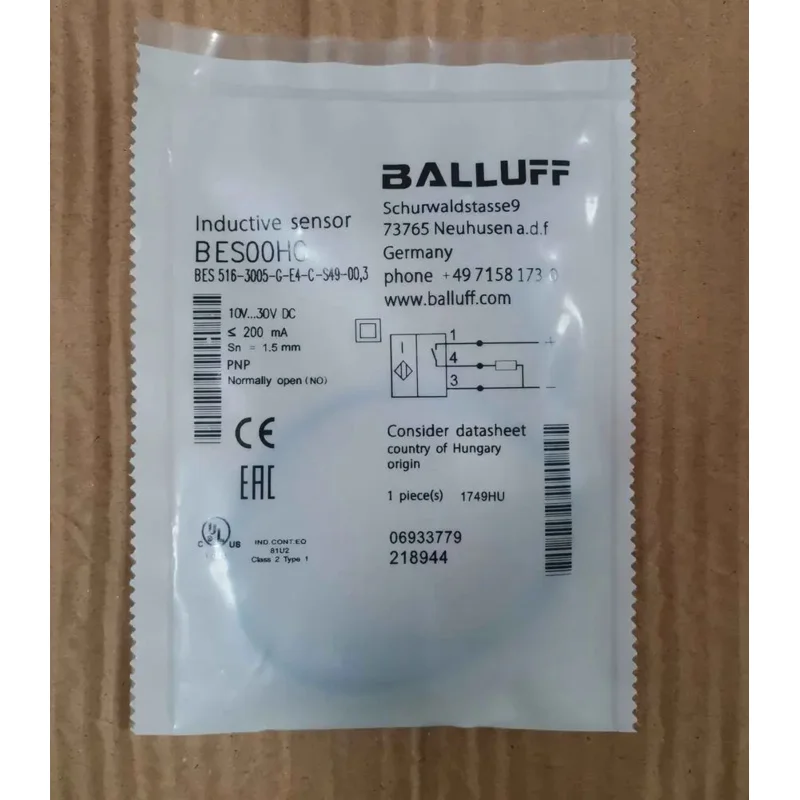 BALLUFF
Schurwaldstasse9
73765 Neuhusen a.d.f
Germany
phone +49 7158 173 0
www.balluff.com
Inductive sensor
BES00HC
BES 516-3005-G-E4-C-S49-00,3
10V...30V DC
≤ 200 mA
Sn = 1.5 mm
PNP
Normally open (NO)
1
4
3
+
–
CE
EAC
Consider datasheet
country of Hungary
origin
1 piece(s) 1749HU
06933779
218944
C UL US
IND.CONT.EQ
81U2
Class 2 Type 1